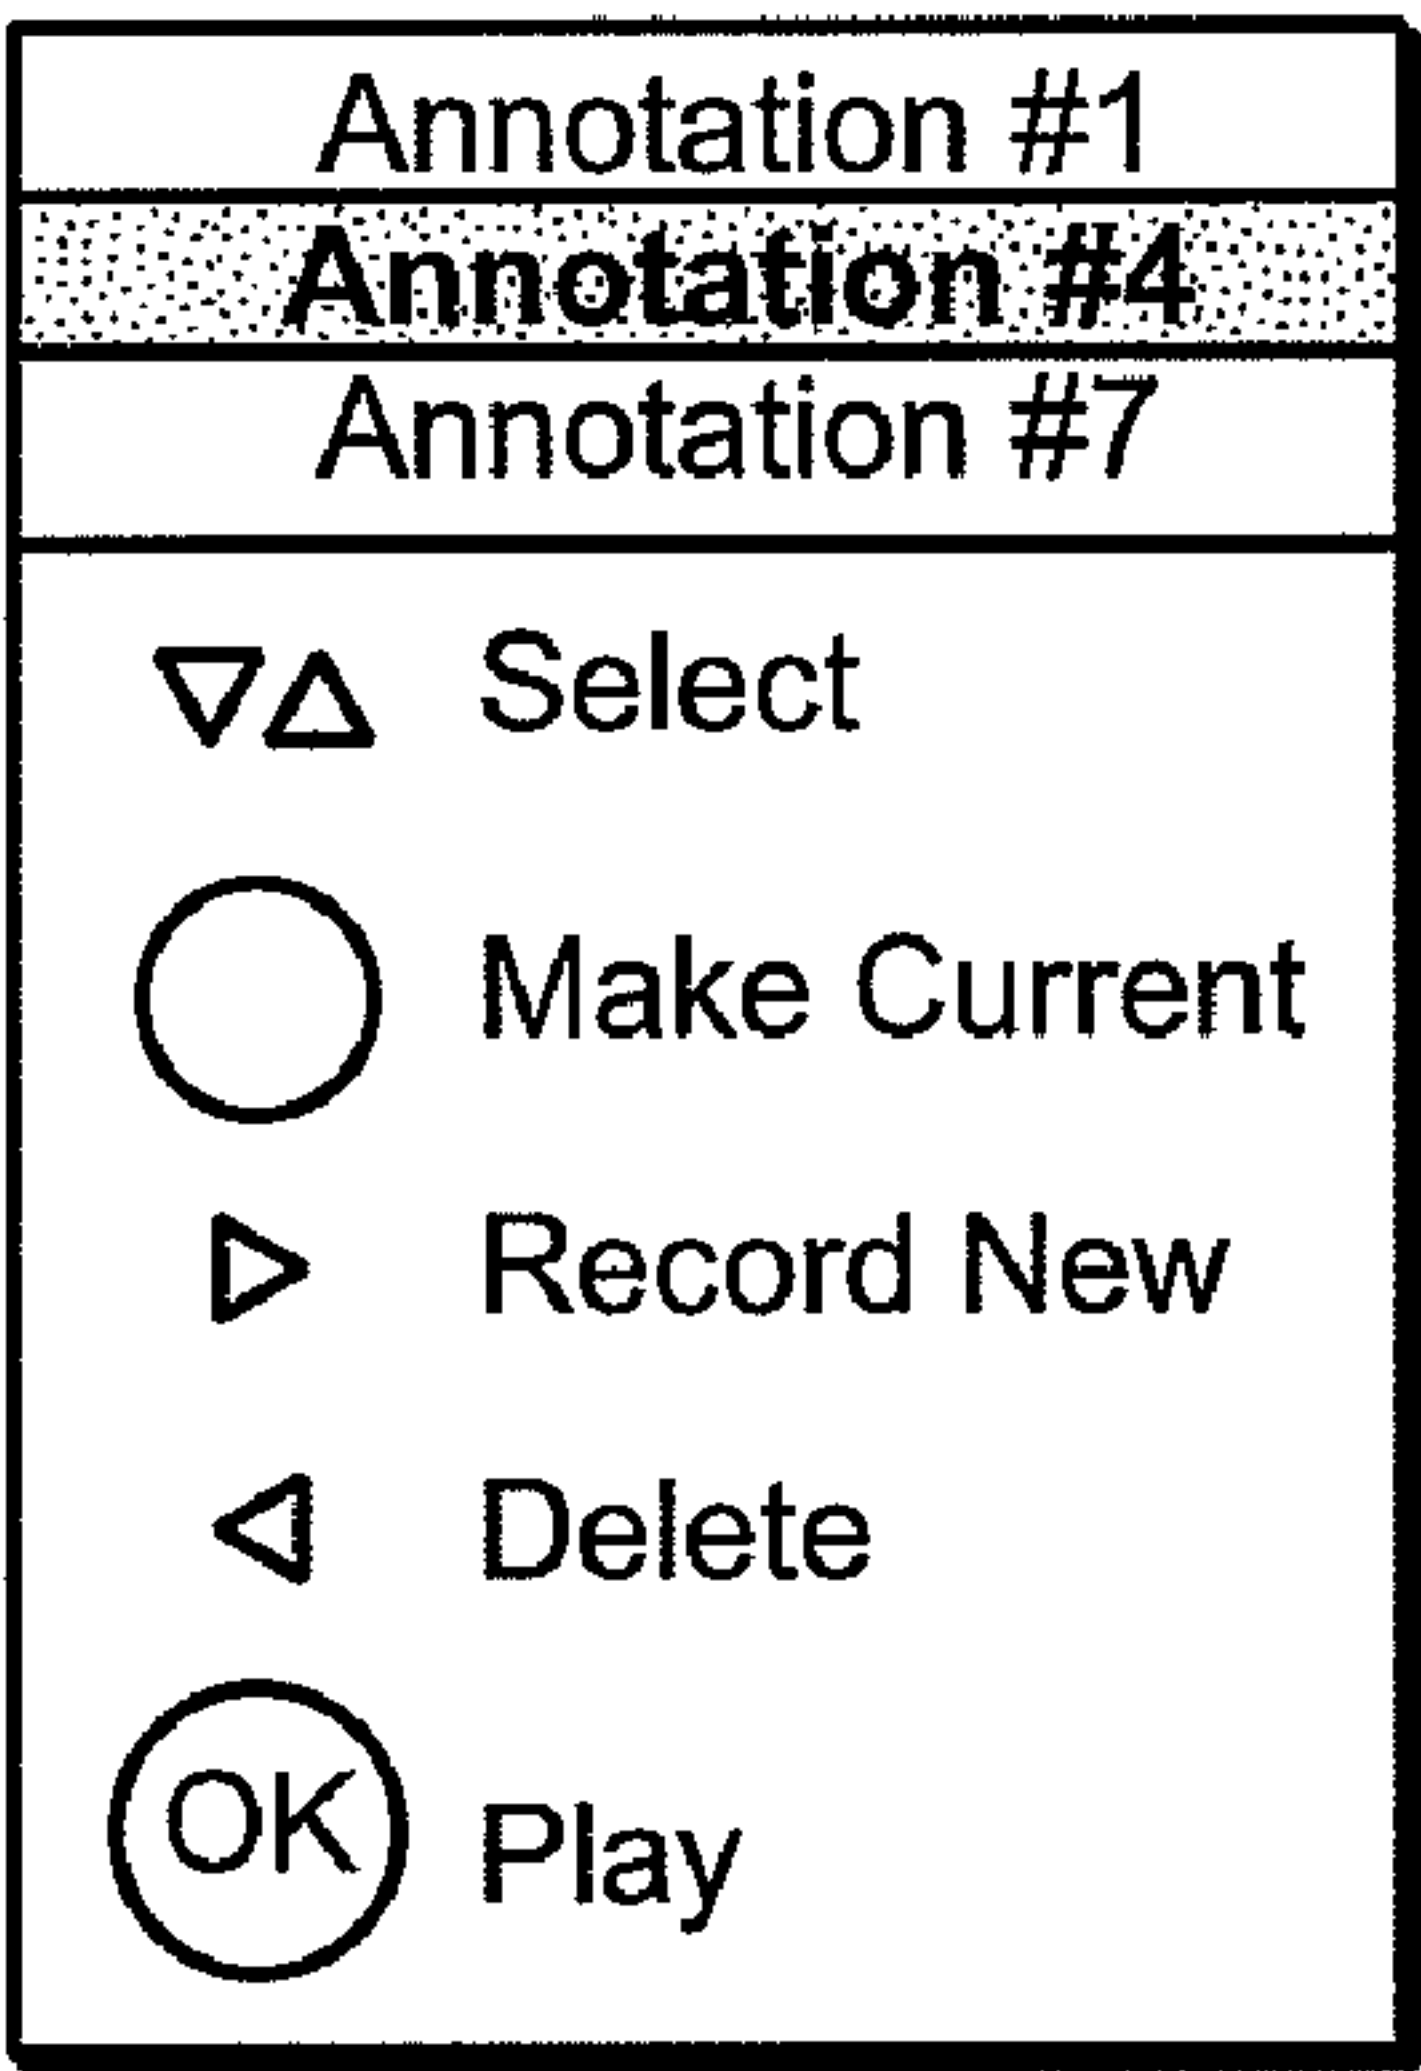 Annotation #1
Annotation #4
Annotation #7
Select
Make Current
Record New
Delete
OK Play